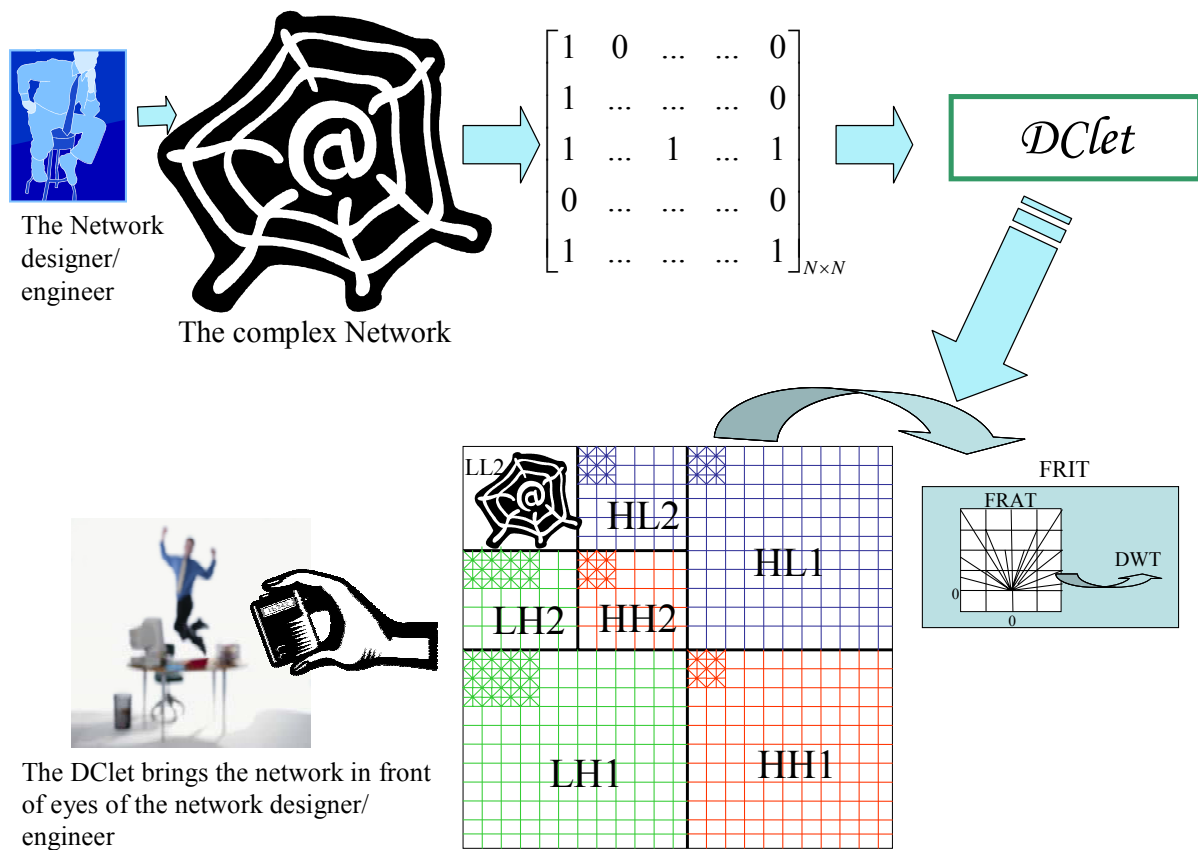 @
1 0 ... ... 0
1 ... ... ... 0
1 ... 1 ... 1
0 ... ... ... 0
1 ... ... ... 1
N×N
DClet
The Network
designer/
engineer
The complex Network
LL2
@
HL2
HL1
LH2
HH2
LH1
HH1
FRIT
FRAT
DWT
0
0
The DClet brings the network in front
of eyes of the network designer/
engineer